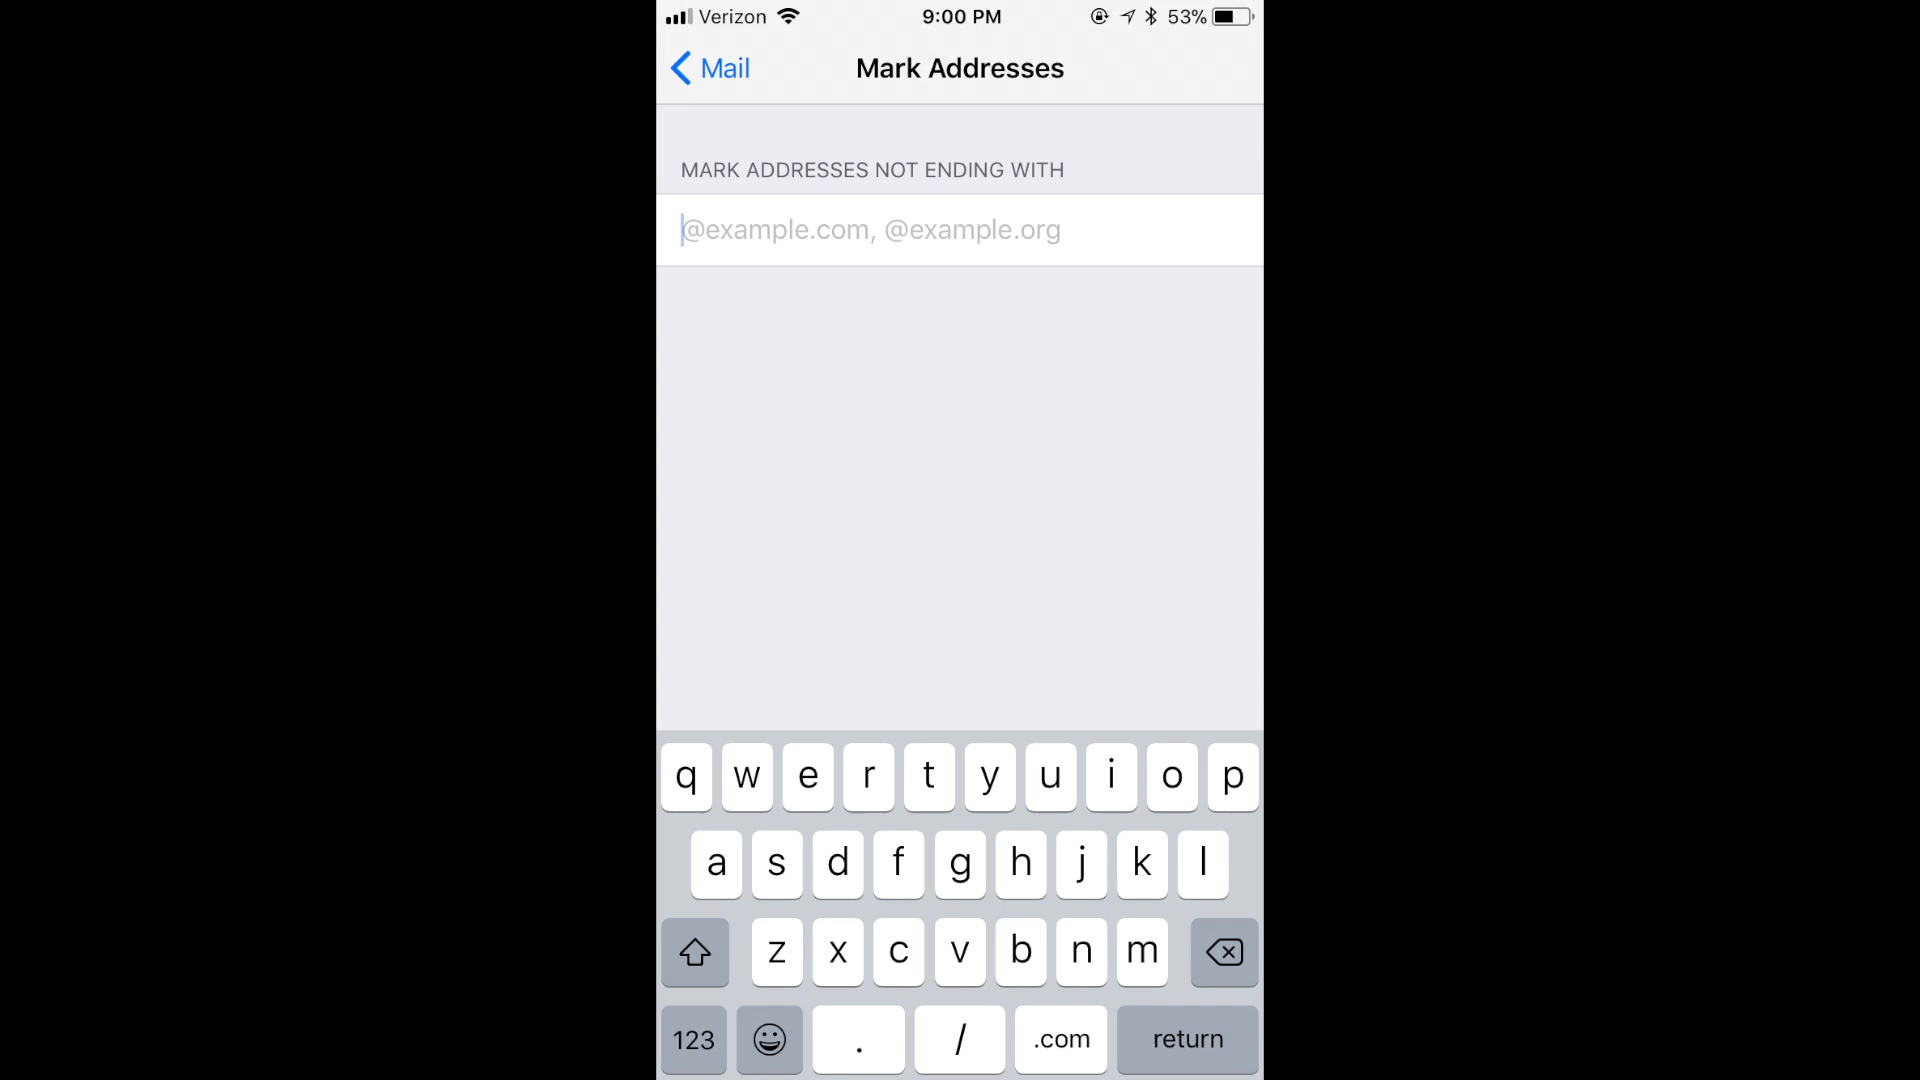 Verizon 9:00 PM 53%
Mail Mark Addresses
MARK ADDRESSES NOT ENDING WITH
@example.com, @example.org
q w e r t y u i o p
a s d f g h j k l
z x c v b n m
123 . / .com return